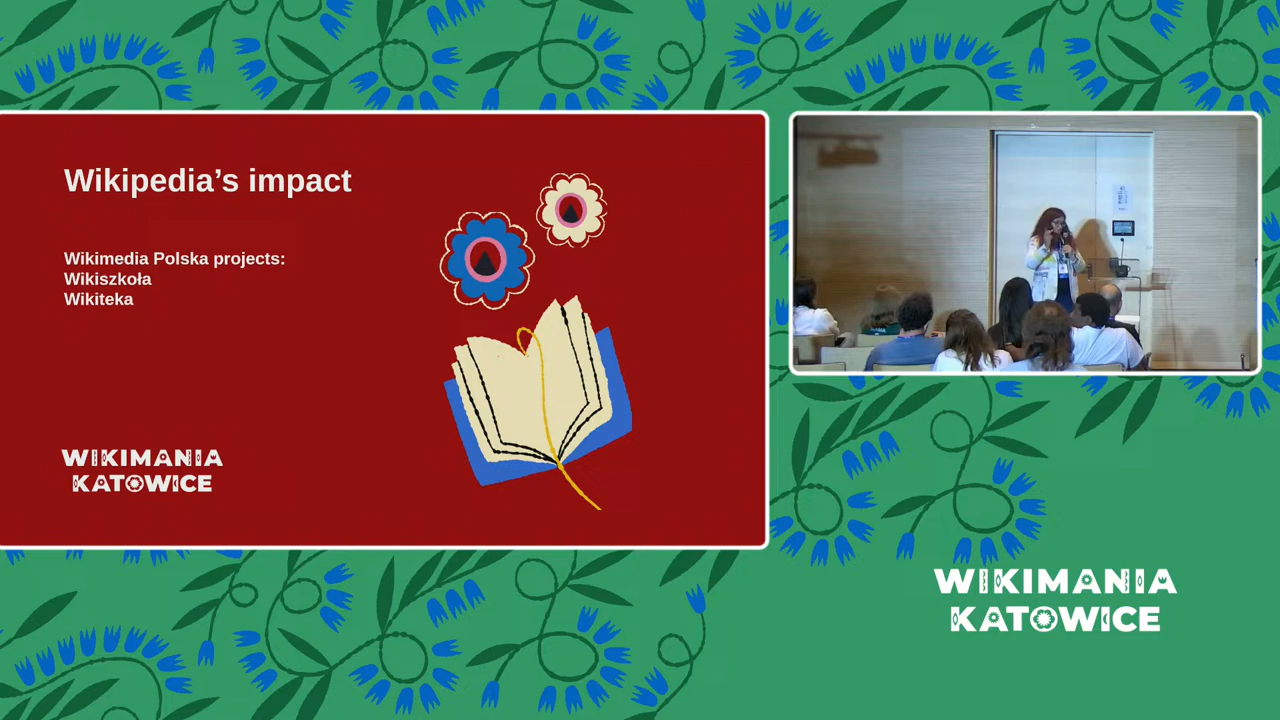 Wikipedia’s impact
Wikimedia Polska projects:
Wikiszkoła
Wikiteka
WIKIMANIA
KATOWICE
WIKIMANIA
KATOWICE